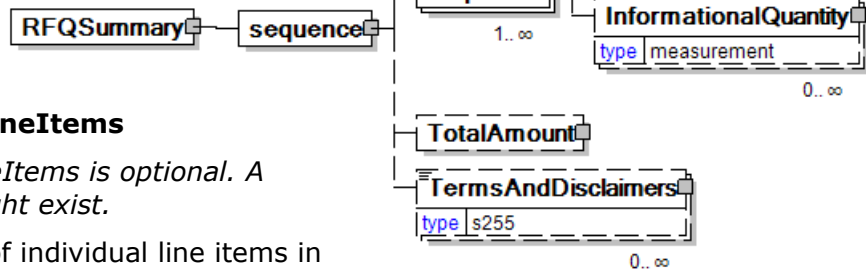 InformationalQuantity
RFQSummary
sequence
1.. ∞
type measurement
0.. ∞
neItems
TotalAmount
eItems is optional. A
ht exist.
TermsAndDisclaimers
type s255
of individual line items in
0.. ∞